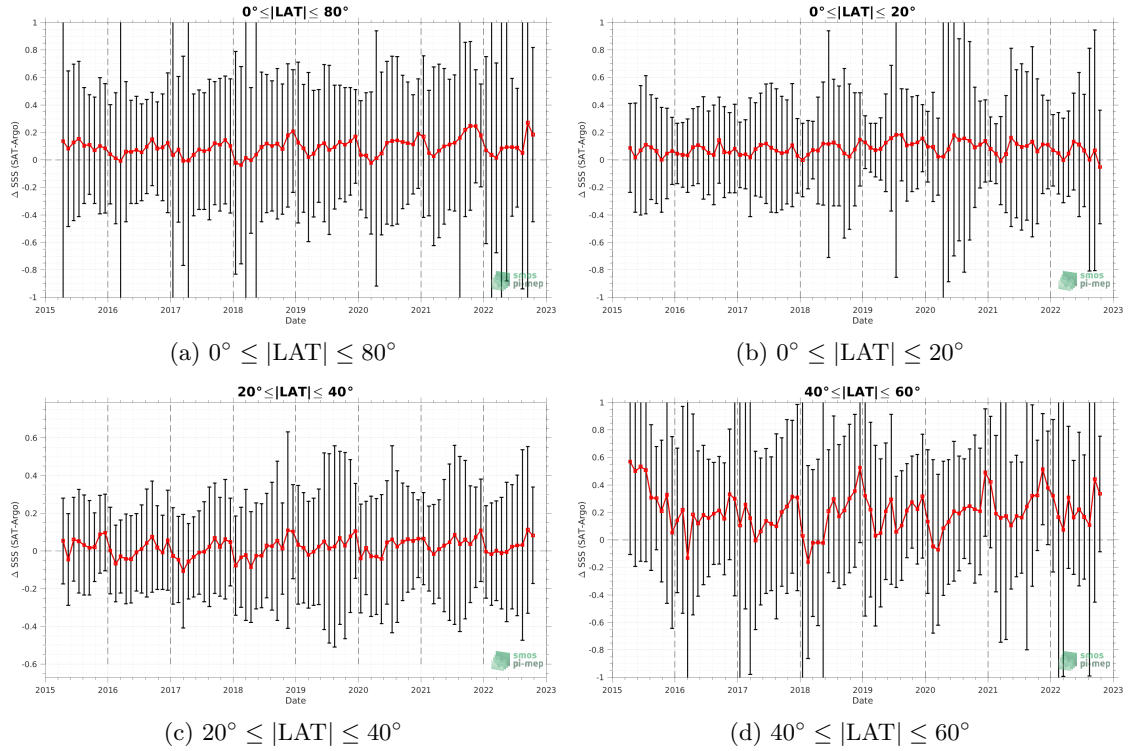 0°≤|LAT|≤ 80°
Δ SSS (SAT-Argo)
1
0.8
0.6
0.4
0.2
0
-0.2
-0.4
-0.6
-0.8
-1
2015 2016 2017 2018 2019 2020 2021 2022 2023
Date
smos
pi-mep
(a) 0° ≤ |LAT| ≤ 80°
0°≤|LAT|≤ 20°
Δ SSS (SAT-Argo)
1
0.8
0.6
0.4
0.2
0
-0.2
-0.4
-0.6
-0.8
-1
2015 2016 2017 2018 2019 2020 2021 2022 2023
Date
smos
pi-mep
(b) 0° ≤ |LAT| ≤ 20°
20°≤|LAT|≤ 40°
Δ SSS (SAT-Argo)
0.6
0.4
0.2
0
-0.2
-0.4
-0.6
2015 2016 2017 2018 2019 2020 2021 2022 2023
Date
smos
pi-mep
(c) 20° ≤ |LAT| ≤ 40°
40°≤|LAT|≤ 60°
Δ SSS (SAT-Argo)
1
0.8
0.6
0.4
0.2
0
-0.2
-0.4
-0.6
-0.8
-1
2015 2016 2017 2018 2019 2020 2021 2022 2023
Date
smos
pi-mep
(d) 40° ≤ |LAT| ≤ 60°